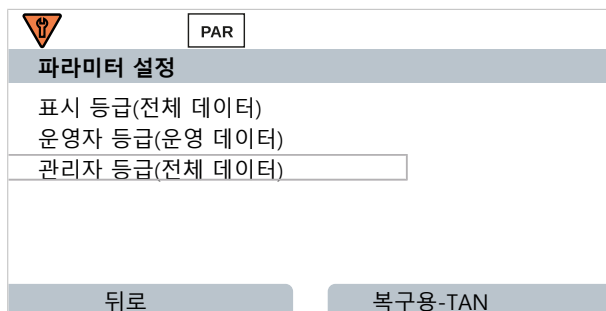 PAR
파라미터 설정
표시 등급(전체 데이터)
운영자 등급(운영 데이터)
관리자 등급(전체 데이터)
뒤로
복구용-TAN